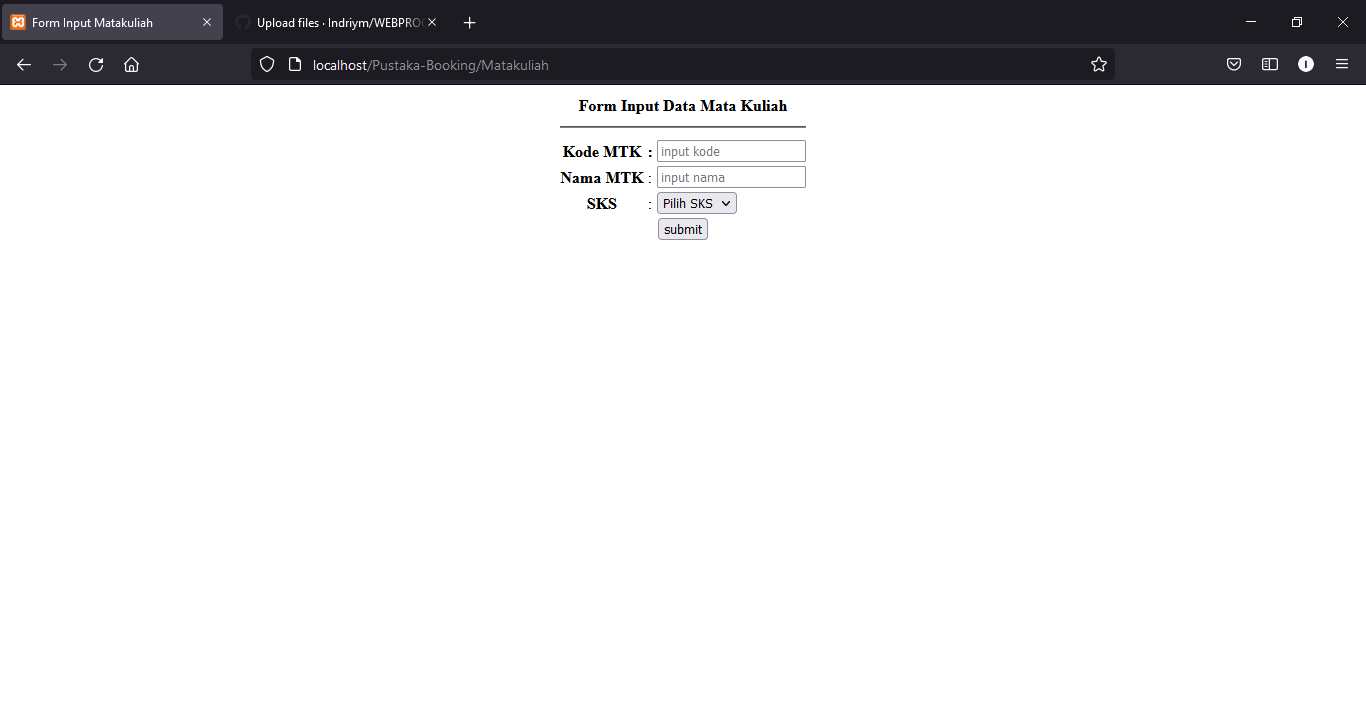 Form Input Matakuliah
Upload files · Indriym/WEBPROG
localhost/Pustaka-Booking/Matakuliah
I
Form Input Data Mata Kuliah
Kode MTK : input kode
Nama MTK : input nama
SKS : Pilih SKS
submit